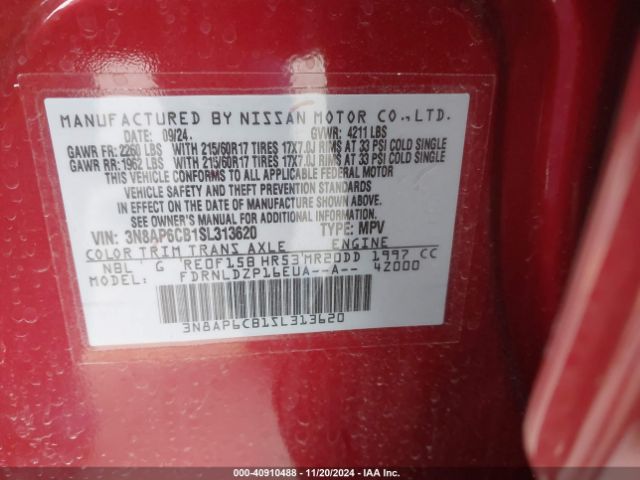 MANUFACTURED BY NISSAN MOTOR CO., LTD.
DATE: 09/24. GVWR: 4211 LBS
GAWR FR: 2260 LBS WITH 215/60R17 TIRES 17X7.0J RIMS AT 33 PSI COLD SINGLE
GAWR RR: 1962 LBS WITH 215/60R17 TIRES 17X7.0J RIMS AT 33 PSI COLD SINGLE
THIS VEHICLE CONFORMS TO ALL APPLICABLE FEDERAL MOTOR
VEHICLE SAFETY AND THEFT PREVENTION STANDARDS
IN EFFECT ON THE DATE OF MANUFACTURE SHOWN ABOVE
SEE OWNER'S MANUAL FOR ADDITIONAL INFORMATION
VIN: 3N8AP6CB1SL313620 TYPE: MPV
COLOR TRIM TRANS AXLE ENGINE
NBL G RE0F15B HR53 MR20DD 1997 CC
MODEL: FDRNLDZP16EUA--A-- 42000
3N8AP6CB1SL313620
000-40910488 - 11/20/2024 - IAA Inc.